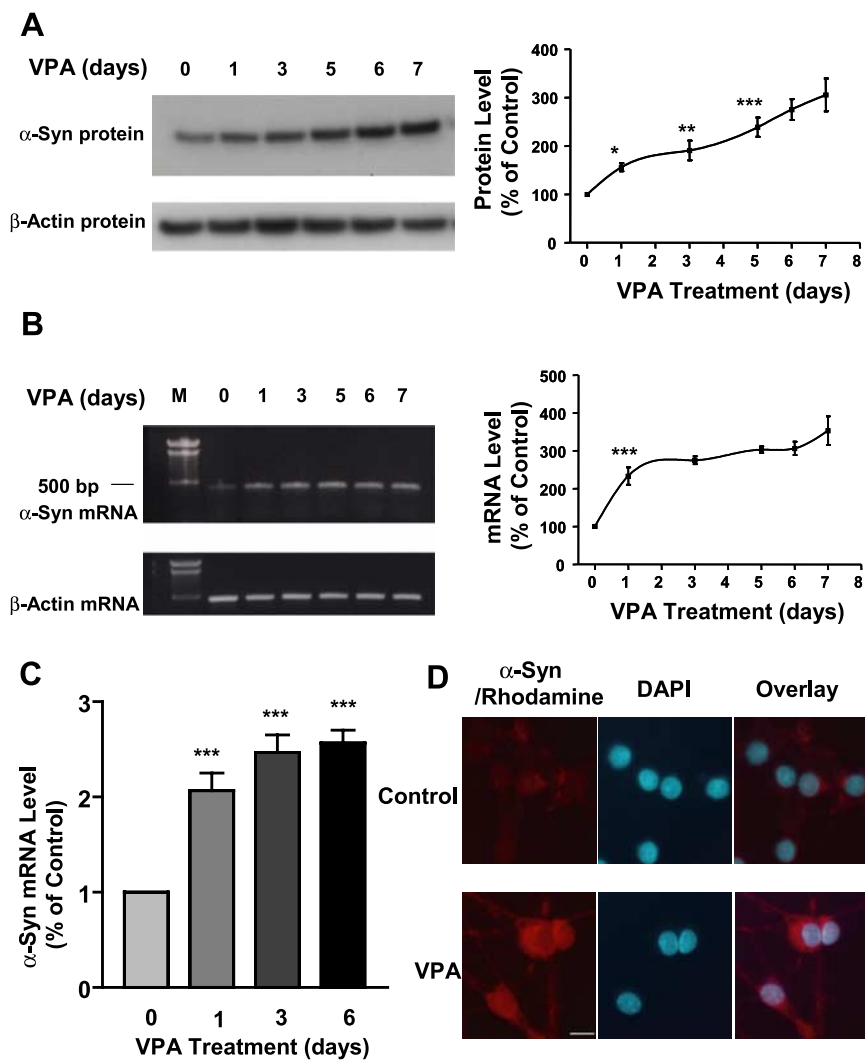 A
VPA (days) 0 1 3 5 6 7
α-Syn protein
β-Actin protein
Protein Level
(% of Control)
400
300
200
100
0
* ** ***
0 1 2 3 4 5 6 7 8
VPA Treatment (days)
B
VPA (days) M 0 1 3 5 6 7
500 bp
α-Syn mRNA
β-Actin mRNA
mRNA Level
(% of Control)
500
400
300
200
100
0
***
0 1 2 3 4 5 6 7 8
VPA Treatment (days)
C
α-Syn mRNA Level
(% of Control)
3
2
1
0
*** *** ***
0 1 3 6
VPA Treatment (days)
D
α-Syn
/Rhodamine DAPI Overlay
Control
VPA